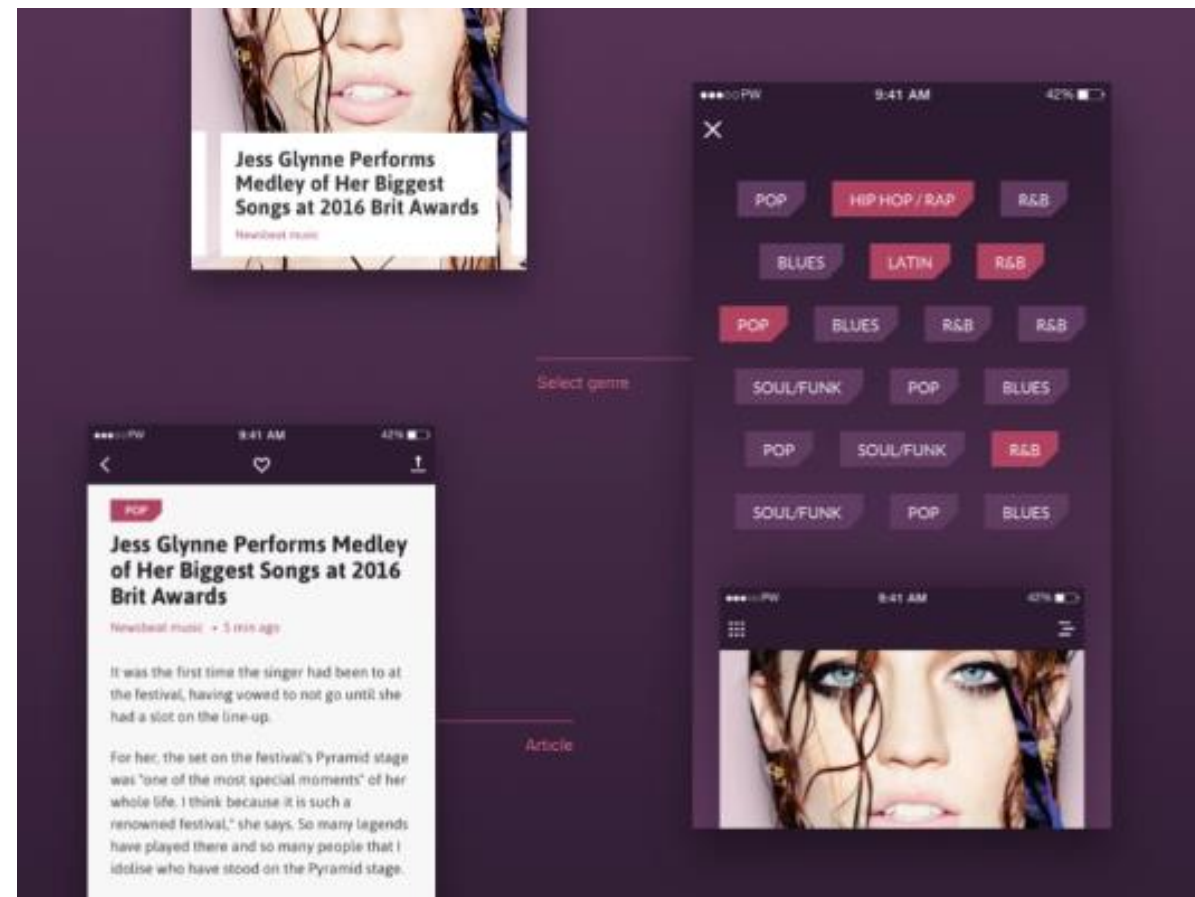 Jess Glynne Performs
Medley of Her Biggest
Songs at 2016 Brit Awards
Newsbeat music
PW 9:41 AM 42%
POP HIP HOP / RAP R&B
BLUES LATIN R&B
POP BLUES R&B R&B
SOUL/FUNK POP BLUES
POP SOUL/FUNK R&B
SOUL/FUNK POP BLUES
Select genre
PW 9:41 AM 42%
POP
Jess Glynne Performs Medley
of Her Biggest Songs at 2016
Brit Awards
Newsbeat music • 5 min ago
It was the first time the singer had been to at
the festival, having vowed to not go until she
had a slot on the line-up.
For her, the set on the festival's Pyramid stage
was "one of the most special moments" of her
whole life. I think because it is such a
renowned festival," she says. So many legends
have played there and so many people that I
idolise who have stood on the Pyramid stage.
Article
PW 9:41 AM 42%